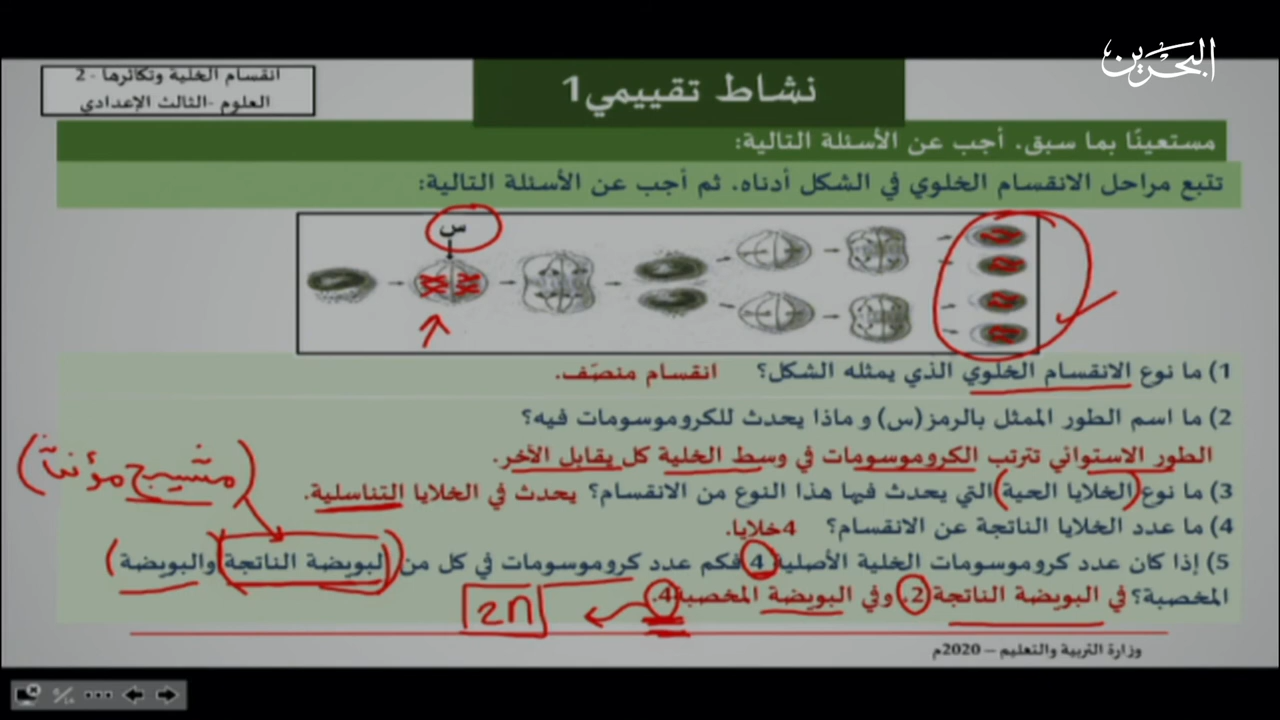 البحرين
انقسام الخلية وتكاثرها - 2
العلوم -الثالث الإعدادي
نشاط تقييمي1
مستعينًا بما سبق. أجب عن الأسئلة التالية:
تتبع مراحل الانقسام الخلوي في الشكل أدناه. ثم أجب عن الأسئلة التالية:
س
1) ما نوع الانقسام الخلوي الذي يمثله الشكل؟ انقسام منصّف.
2) ما اسم الطور الممثل بالرمز(س) و ماذا يحدث للكروموسومات فيه؟
الطور الاستوائي تترتب الكروموسومات في وسط الخلية كل يقابل الأخر.
3) ما نوع (الخلايا الحية) التي يحدث فيها هذا النوع من الانقسام؟ يحدث في الخلايا التناسلية.
(مشيج مؤنث)
4) ما عدد الخلايا الناتجة عن الانقسام؟ 4خلايا.
5) إذا كان عدد كروموسومات الخلية الأصلية 4 فكم عدد كروموسومات في كل من (البويضة الناتجة) والبويضة
المخصبة؟ في البويضة الناتجة 2. وفي البويضة المخصبة 4.
2n
وزارة التربية والتعليم – 2020م